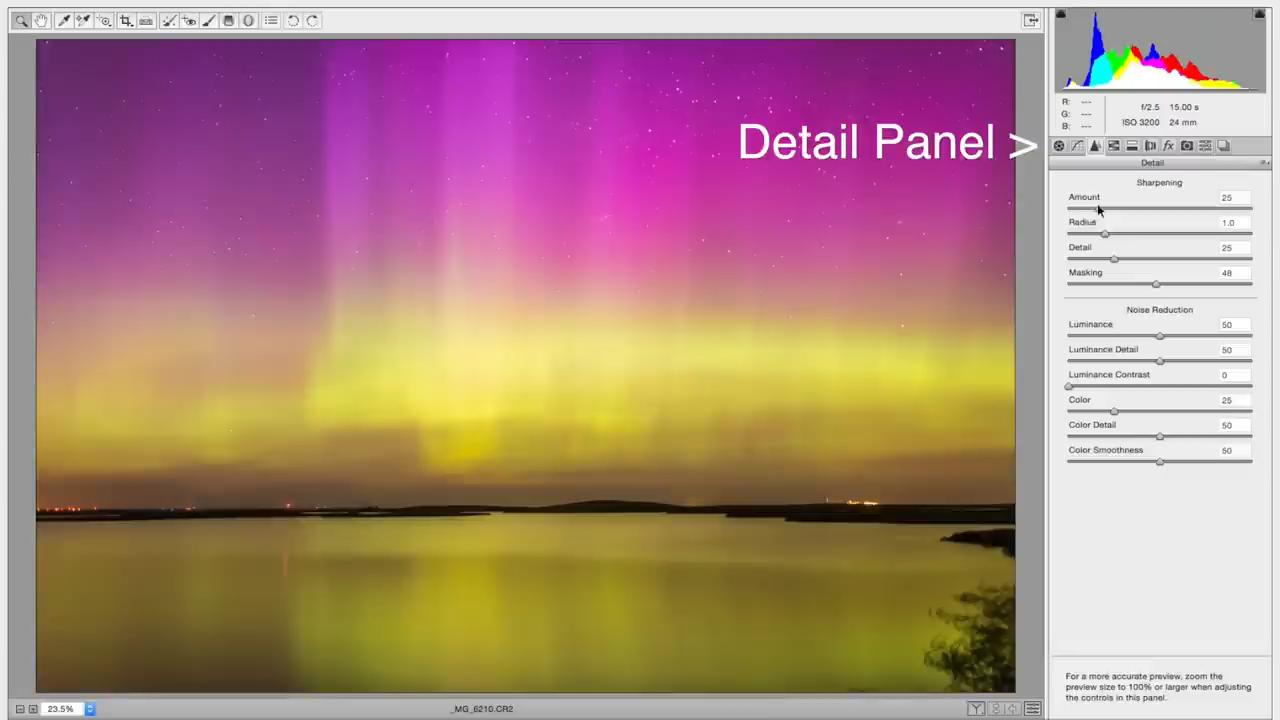 f/2.5 15.00 s
R: ---
G: ---
B: ---
ISO 3200 24 mm
Detail Panel >
fx
Detail
Sharpening
Amount 25
Radius 1.0
Detail 25
Masking 48
Noise Reduction
Luminance 50
Luminance Detail 50
Luminance Contrast 0
Color 25
Color Detail 50
Color Smoothness 50
For a more accurate preview, zoom the
preview size to 100% or larger when adjusting
the controls in this panel.
23.5%
_MG_6210.CR2
Y